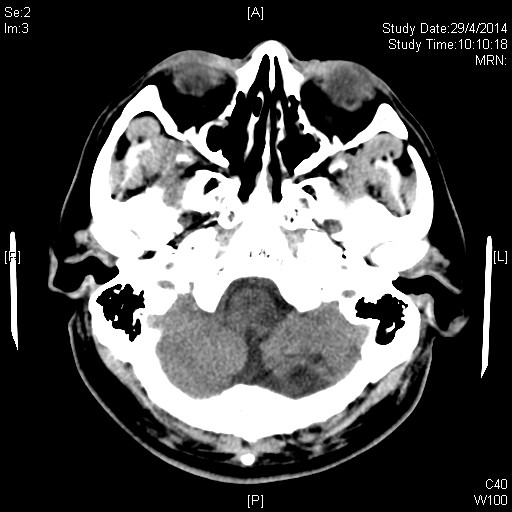 Se:2
Im:3
[A]
Study Date:29/4/2014
Study Time:10:10:18
MRN:
[R]
[L]
[P]
C40
W100